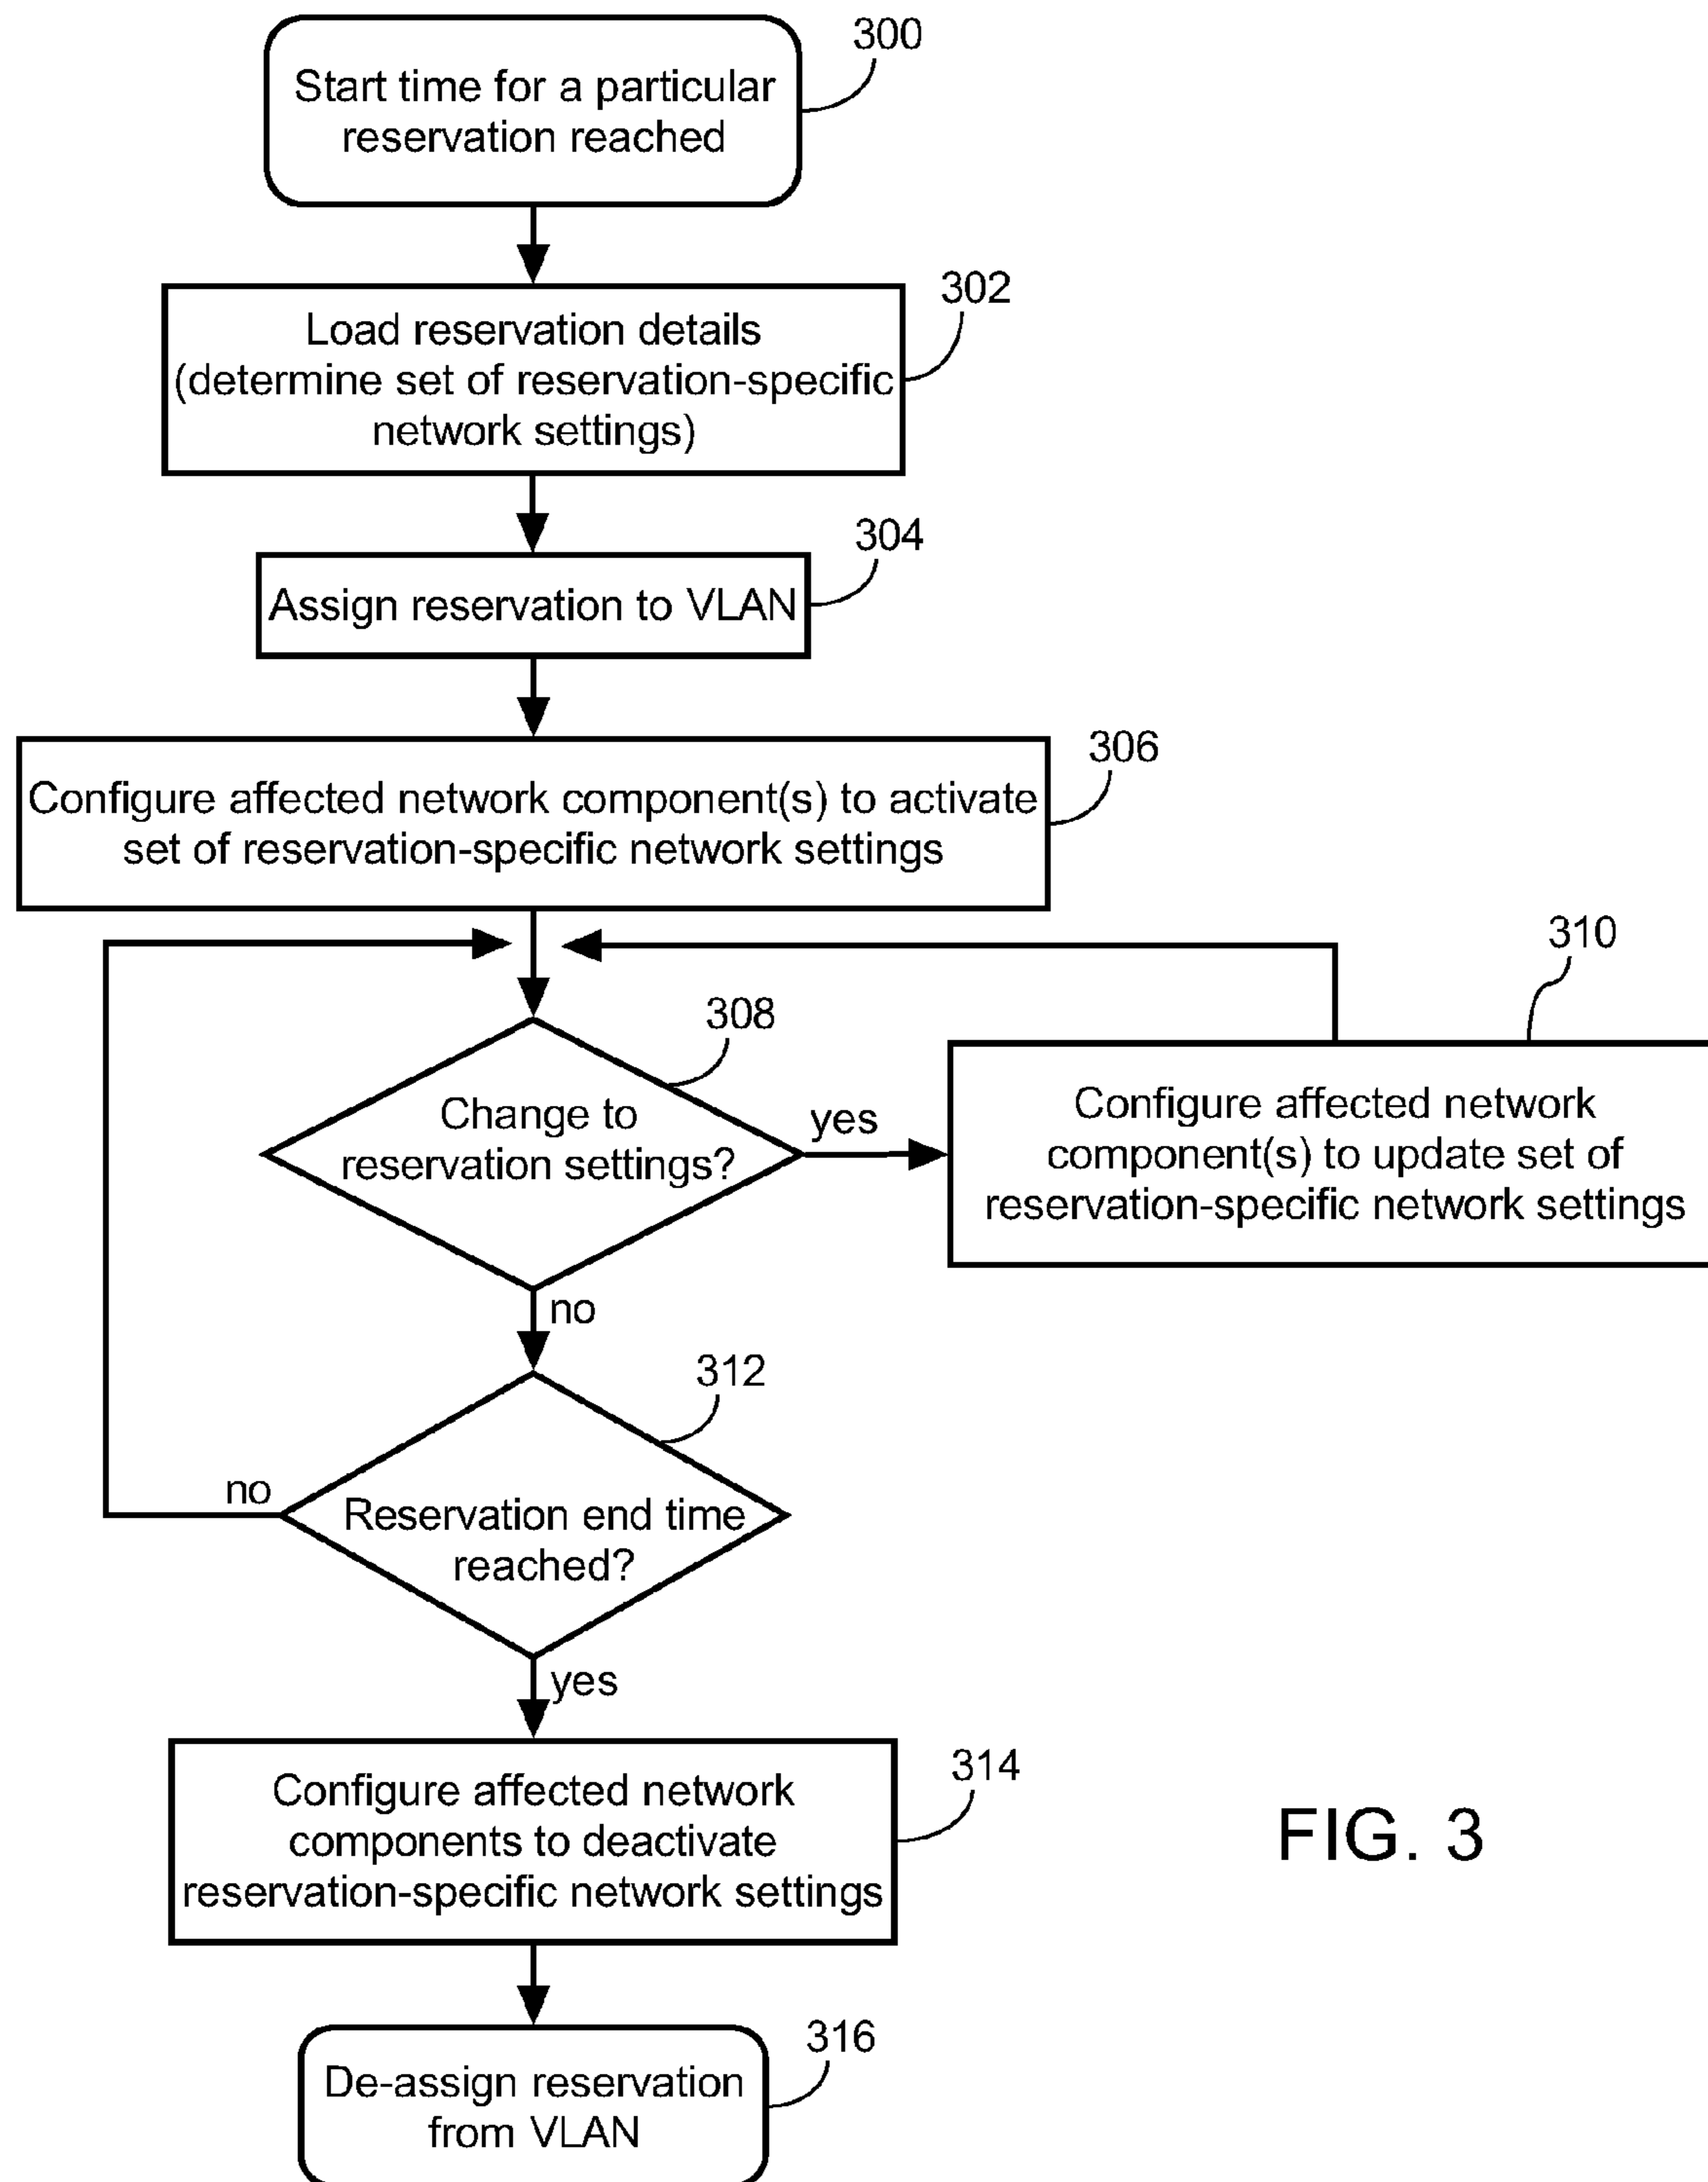 300
Start time for a particular
reservation reached
302
Load reservation details
(determine set of reservation-specific
network settings)
304
Assign reservation to VLAN
306
Configure affected network component(s) to activate
set of reservation-specific network settings
310
308
Change to
reservation settings?
yes
Configure affected network
component(s) to update set of
reservation-specific network settings
no
312
no
Reservation end time
reached?
yes
314
Configure affected network
components to deactivate
reservation-specific network settings
FIG. 3
316
De-assign reservation
from VLAN